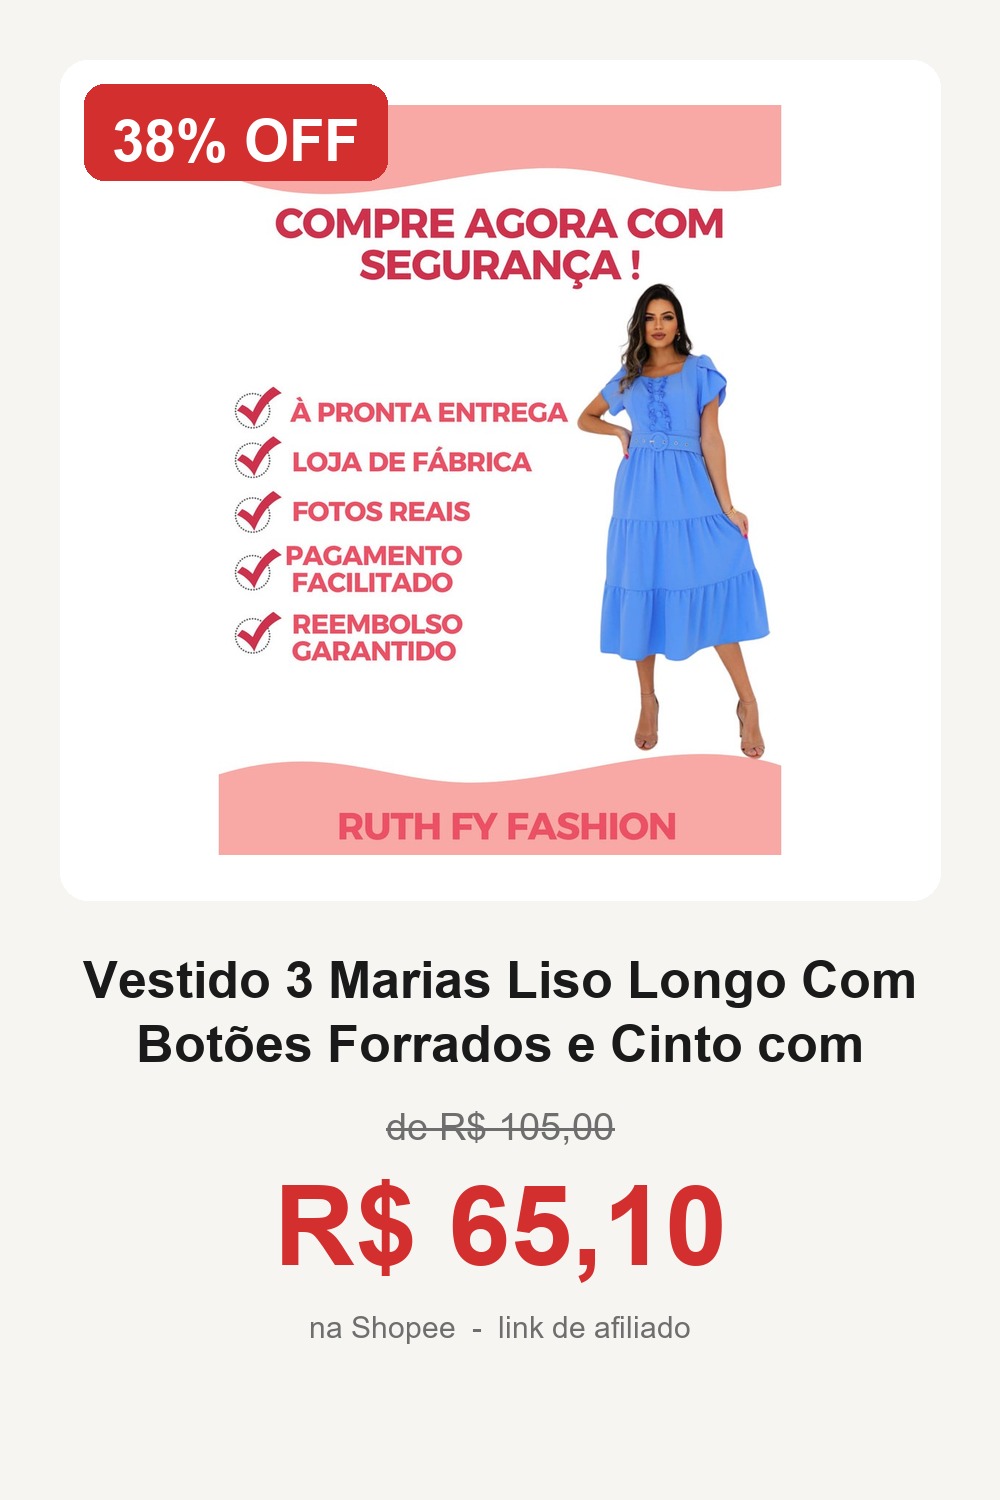 38% OFF
COMPRE AGORA COM
SEGURANÇA !
À PRONTA ENTREGA
LOJA DE FÁBRICA
FOTOS REAIS
PAGAMENTO
FACILITADO
REEMBOLSO
GARANTIDO
RUTH FY FASHION
Vestido 3 Marias Liso Longo Com
Botões Forrados e Cinto com
de R$ 105,00
R$ 65,10
na Shopee - link de afiliado